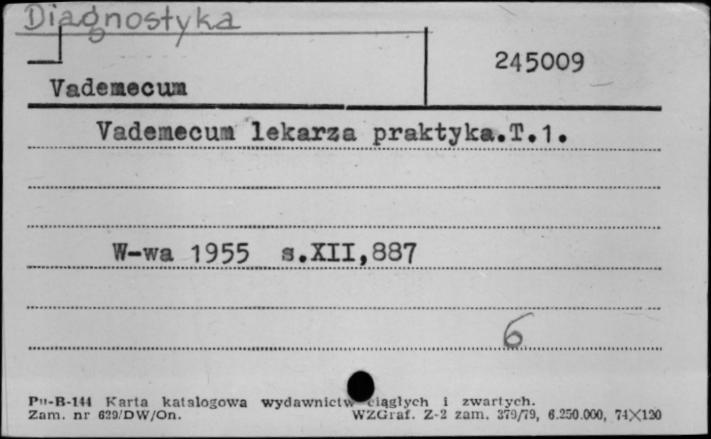 Diagnostyka
245009
Vademecum
Vademecum lekarza praktyka.T.1.
W-wa 1955 s.XII,887
6
Pu-B-144 Karta katalogowa wydawnictw ciągłych i zwartych.
Zam. nr 629/DW/On. WZGraf. Z-2 zam. 379/79, 6.250.000, 74X120